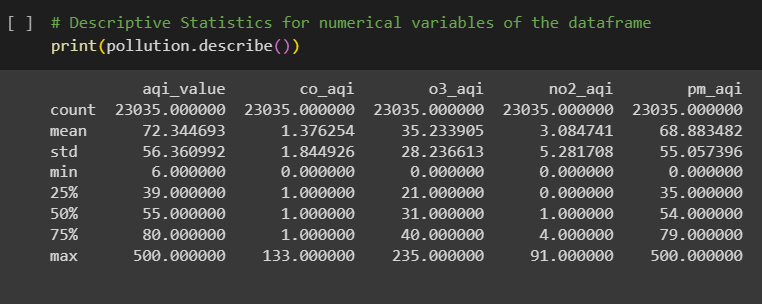 [ ] # Descriptive Statistics for numerical variables of the dataframe
print(pollution.describe())
aqi_value co_aqi o3_aqi no2_aqi pm_aqi
count 23035.000000 23035.000000 23035.000000 23035.000000 23035.000000
mean 72.344693 1.376254 35.233905 3.084741 68.883482
std 56.360992 1.844926 28.236613 5.281708 55.057396
min 6.000000 0.000000 0.000000 0.000000 0.000000
25% 39.000000 1.000000 21.000000 0.000000 35.000000
50% 55.000000 1.000000 31.000000 1.000000 54.000000
75% 80.000000 1.000000 40.000000 4.000000 79.000000
max 500.000000 133.000000 235.000000 91.000000 500.000000